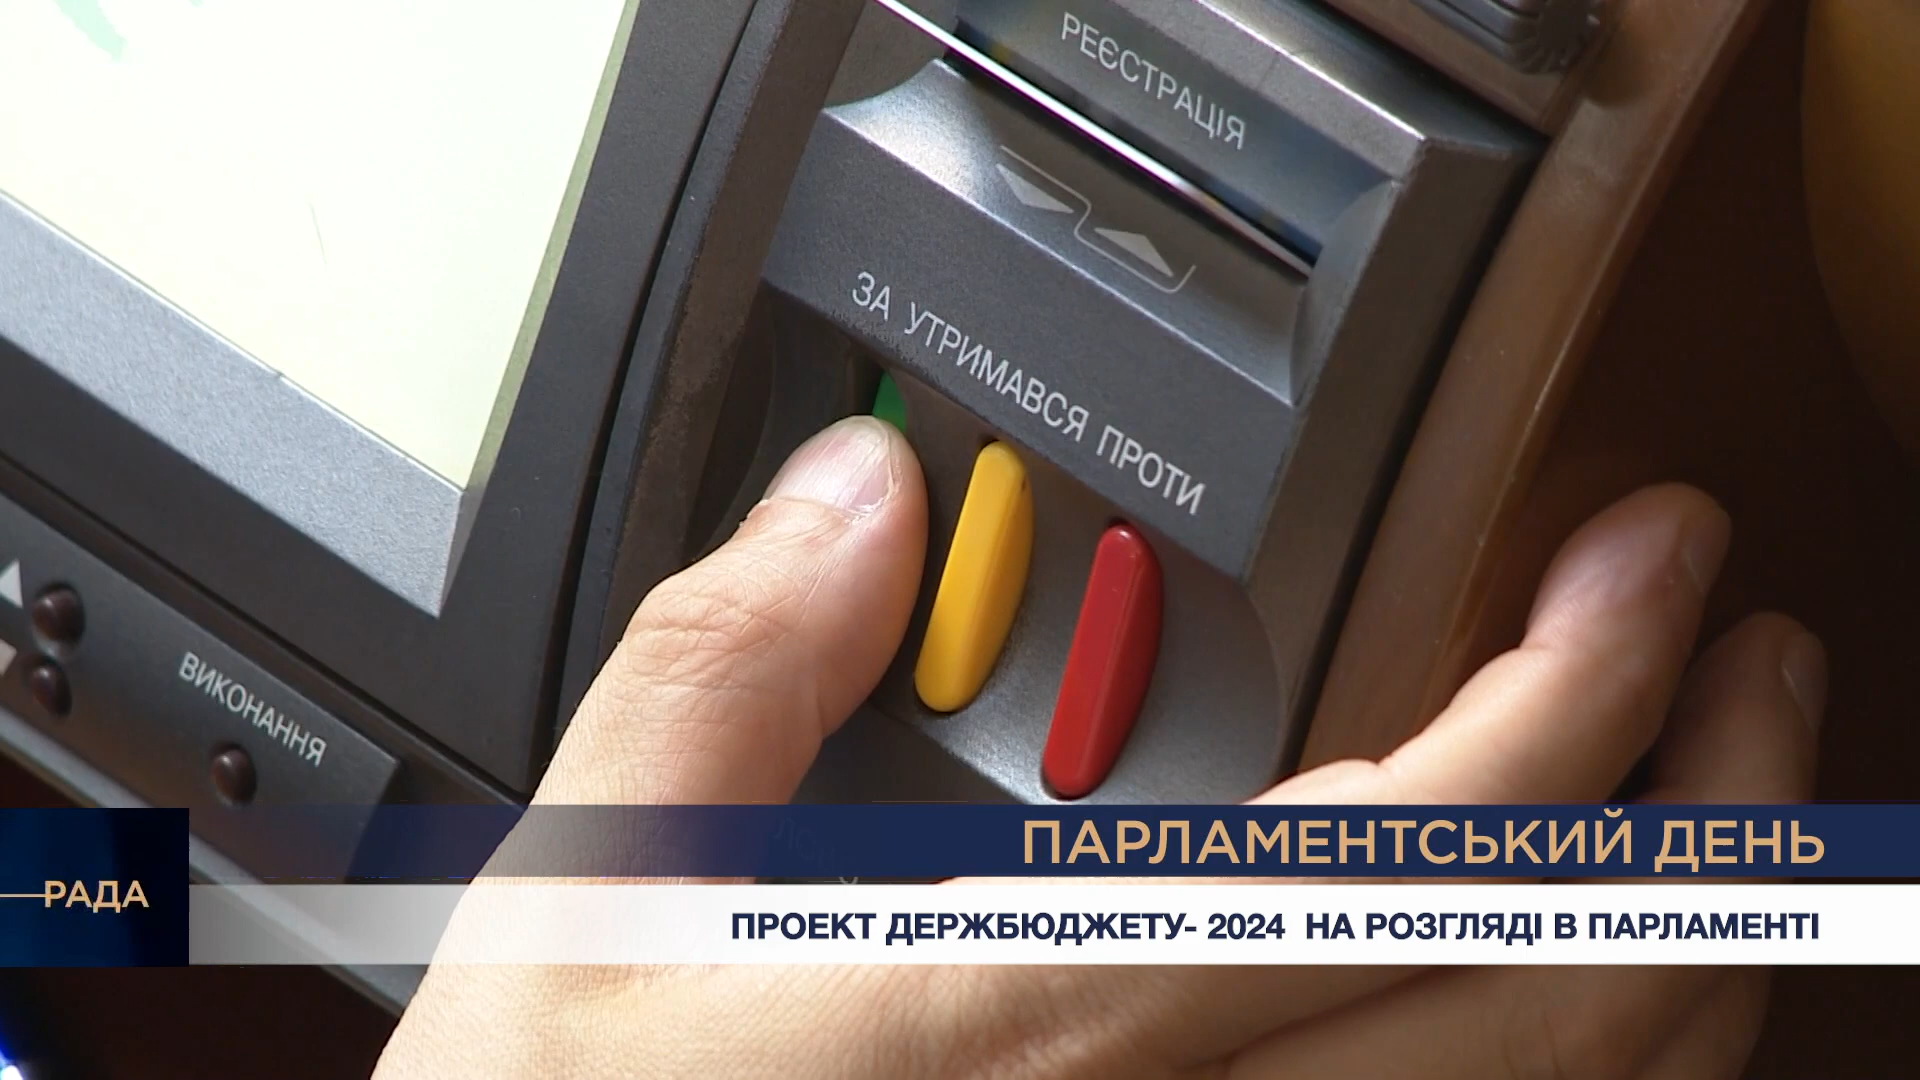 РЕЄСТРАЦІЯ
ЗА УТРИМАВСЯ ПРОТИ
ВИКОНАННЯ
ПАРЛАМЕНТСЬКИЙ ДЕНЬ
РАДА
ПРОЕКТ ДЕРЖБЮДЖЕТУ- 2024 НА РОЗГЛЯДІ В ПАРЛАМЕНТІ